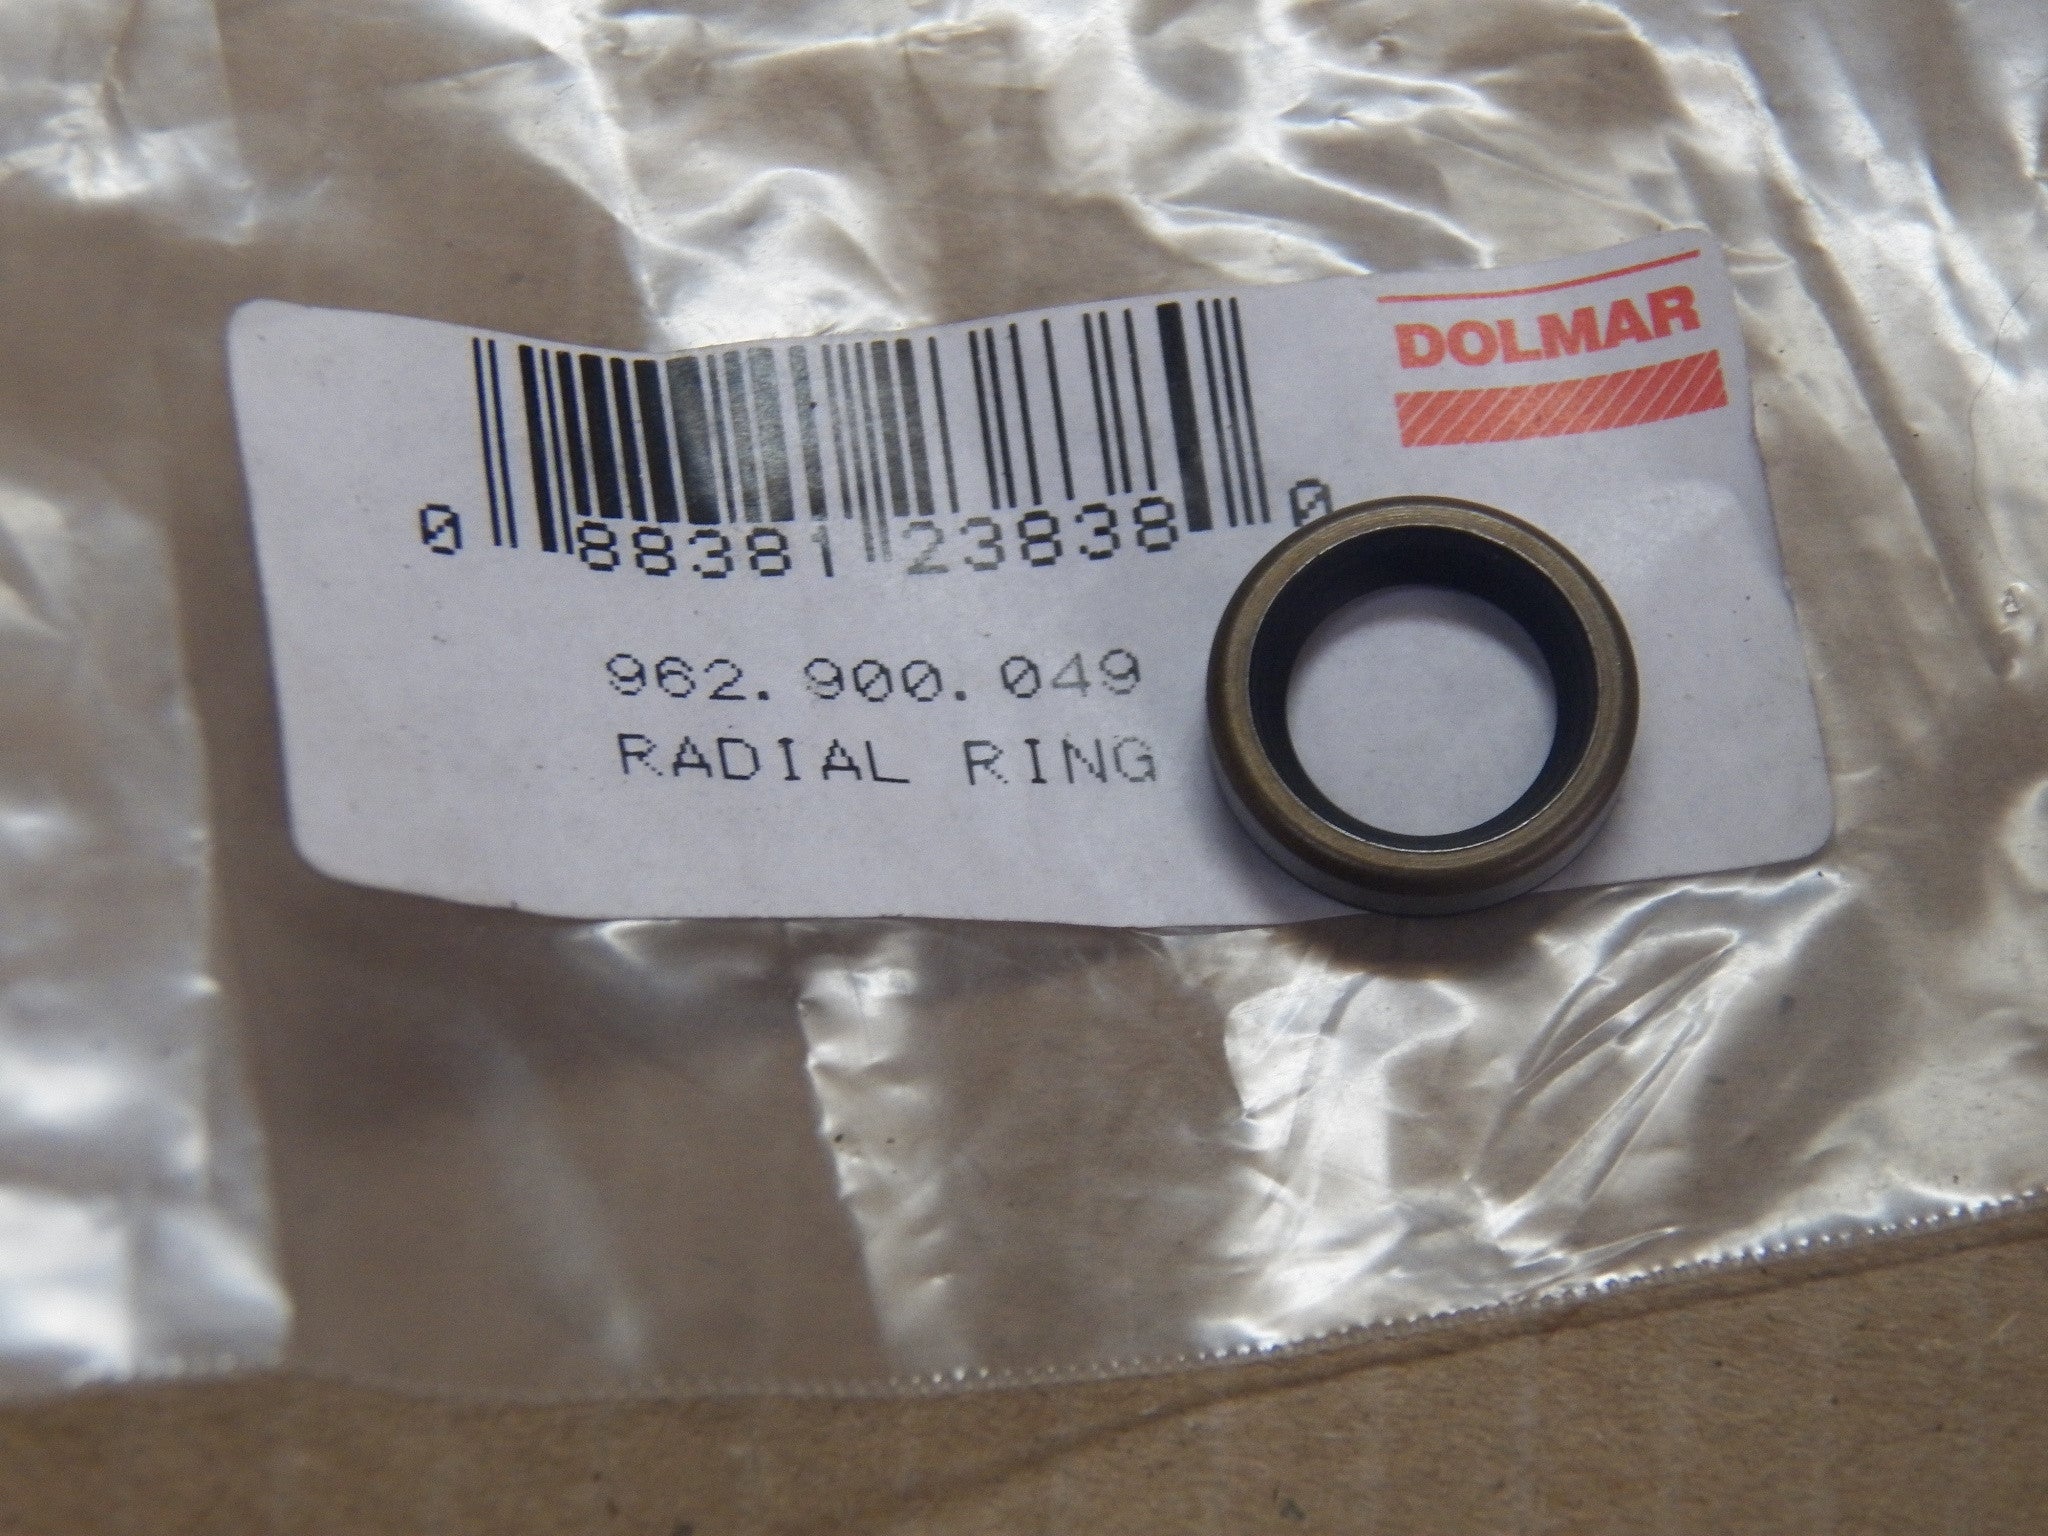 DOLMAR
0 88381 23838 0
962.900.049
RADIAL RING